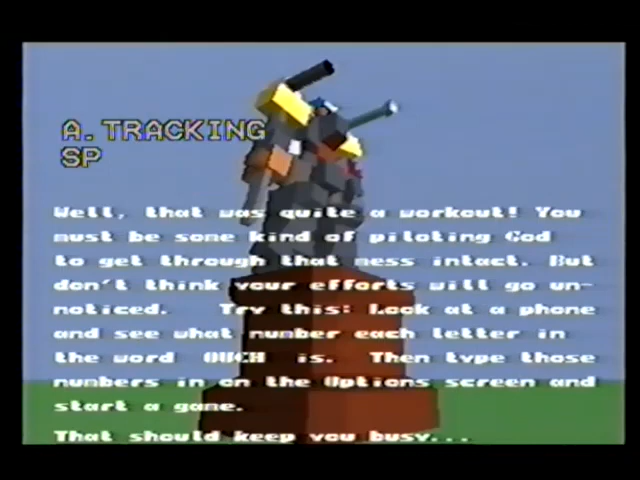 A.TRACKING
SP
Well, that was quite a workout! You
must be some kind of piloting God
to get through that mess intact. But
don't think your efforts will go un-
noticed. Try this: Look at a phone
and see what number each letter in
the word OUCH is. Then type those
numbers in on the Options screen and
start a game.
That should keep you busy...